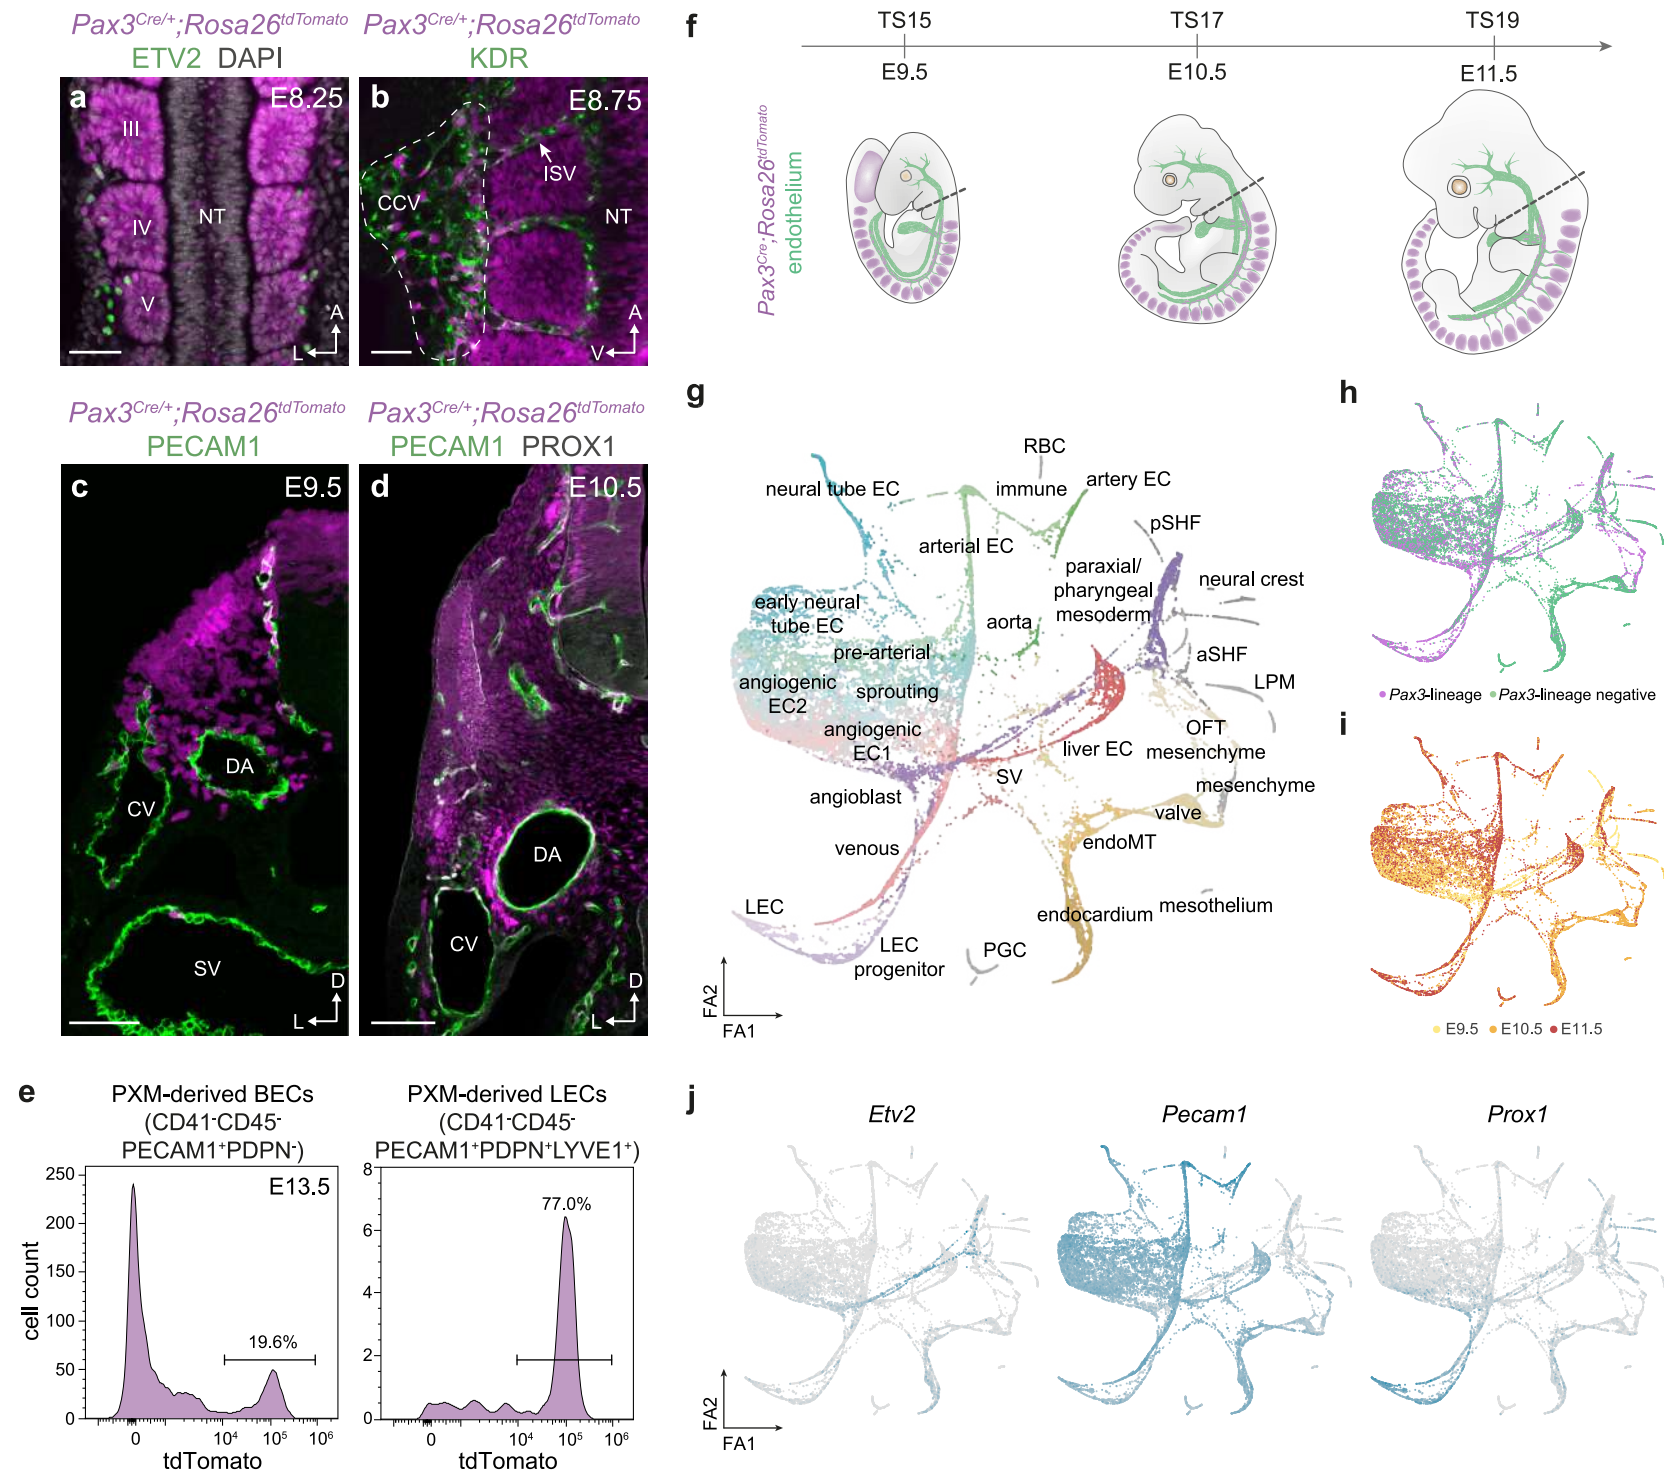 Pax3Cre/+;Rosa26tdTomato
ETV2 DAPI
a
E8.25
III
IV
V
NT
A
L
Pax3Cre/+;Rosa26tdTomato
KDR
b
E8.75
ISV
CCV
NT
A
V
Pax3Cre/+;Rosa26tdTomato
PECAM1
c
E9.5
DA
CV
SV
D
L
Pax3Cre/+;Rosa26tdTomato
PECAM1 PROX1
d
E10.5
DA
CV
D
L
e
PXM-derived BECs
(CD41-CD45-
PECAM1+PDPN-)
E13.5
250
200
150
100
50
0
cell count
19.6%
0 10⁴ 10⁵ 10⁶
tdTomato
PXM-derived LECs
(CD41-CD45-
PECAM1+PDPN+LYVE1+)
8
6
4
2
0
77.0%
0 10⁴ 10⁵ 10⁶
tdTomato
f
TS15 TS17 TS19
E9.5 E10.5 E11.5
Pax3Cre;Rosa26tdTomato
endothelium
g
RBC
neural tube EC
immune
artery EC
pSHF
arterial EC
paraxial/
pharyngeal
mesoderm
neural crest
early neural
tube EC
aorta
pre-arterial
aSHF
LPM
angiogenic
EC2
sprouting
angiogenic
EC1
liver EC
OFT
mesenchyme
SV
mesenchyme
angioblast
valve
venous
endoMT
LEC
endocardium
mesothelium
LEC
progenitor
PGC
FA2
FA1
h
Pax3-lineage Pax3-lineage negative
i
E9.5 E10.5 E11.5
j
Etv2 Pecam1 Prox1
FA2
FA1